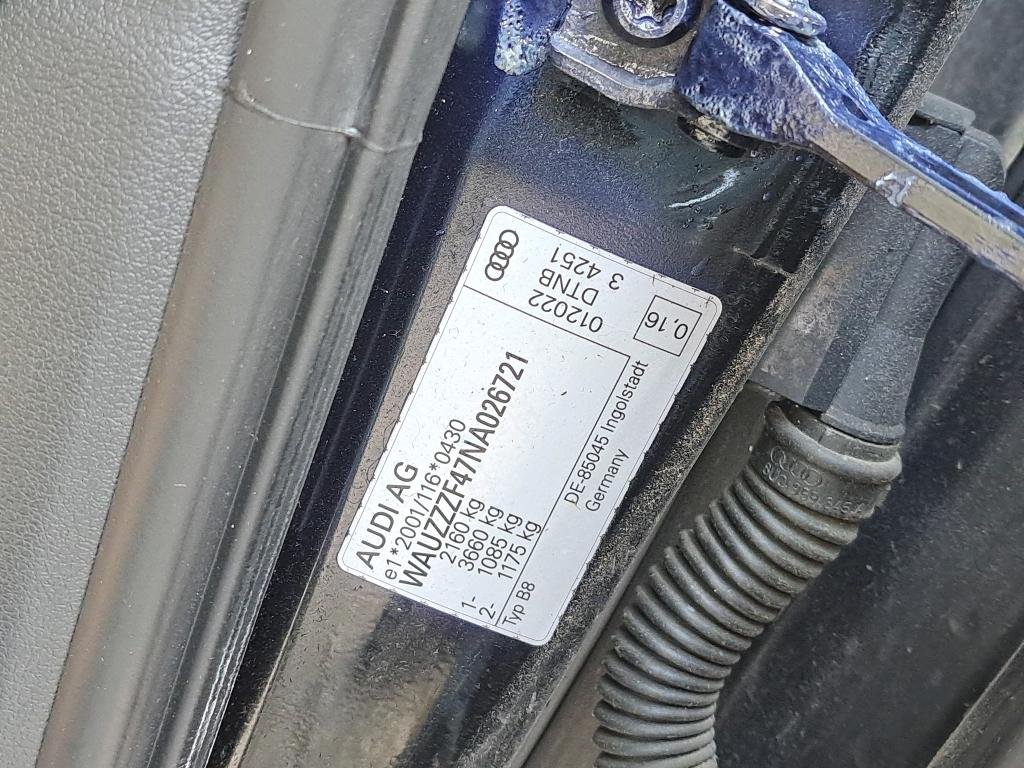 AUDI AG
e1*2001/116*0430
WAUZZZF47NA026721
2160 kg
3660 kg
1- 1085 kg
2- 1175 kg
Typ B8
DE-85045 Ingolstadt
Germany
012022
DTNB
3 4251
0,16